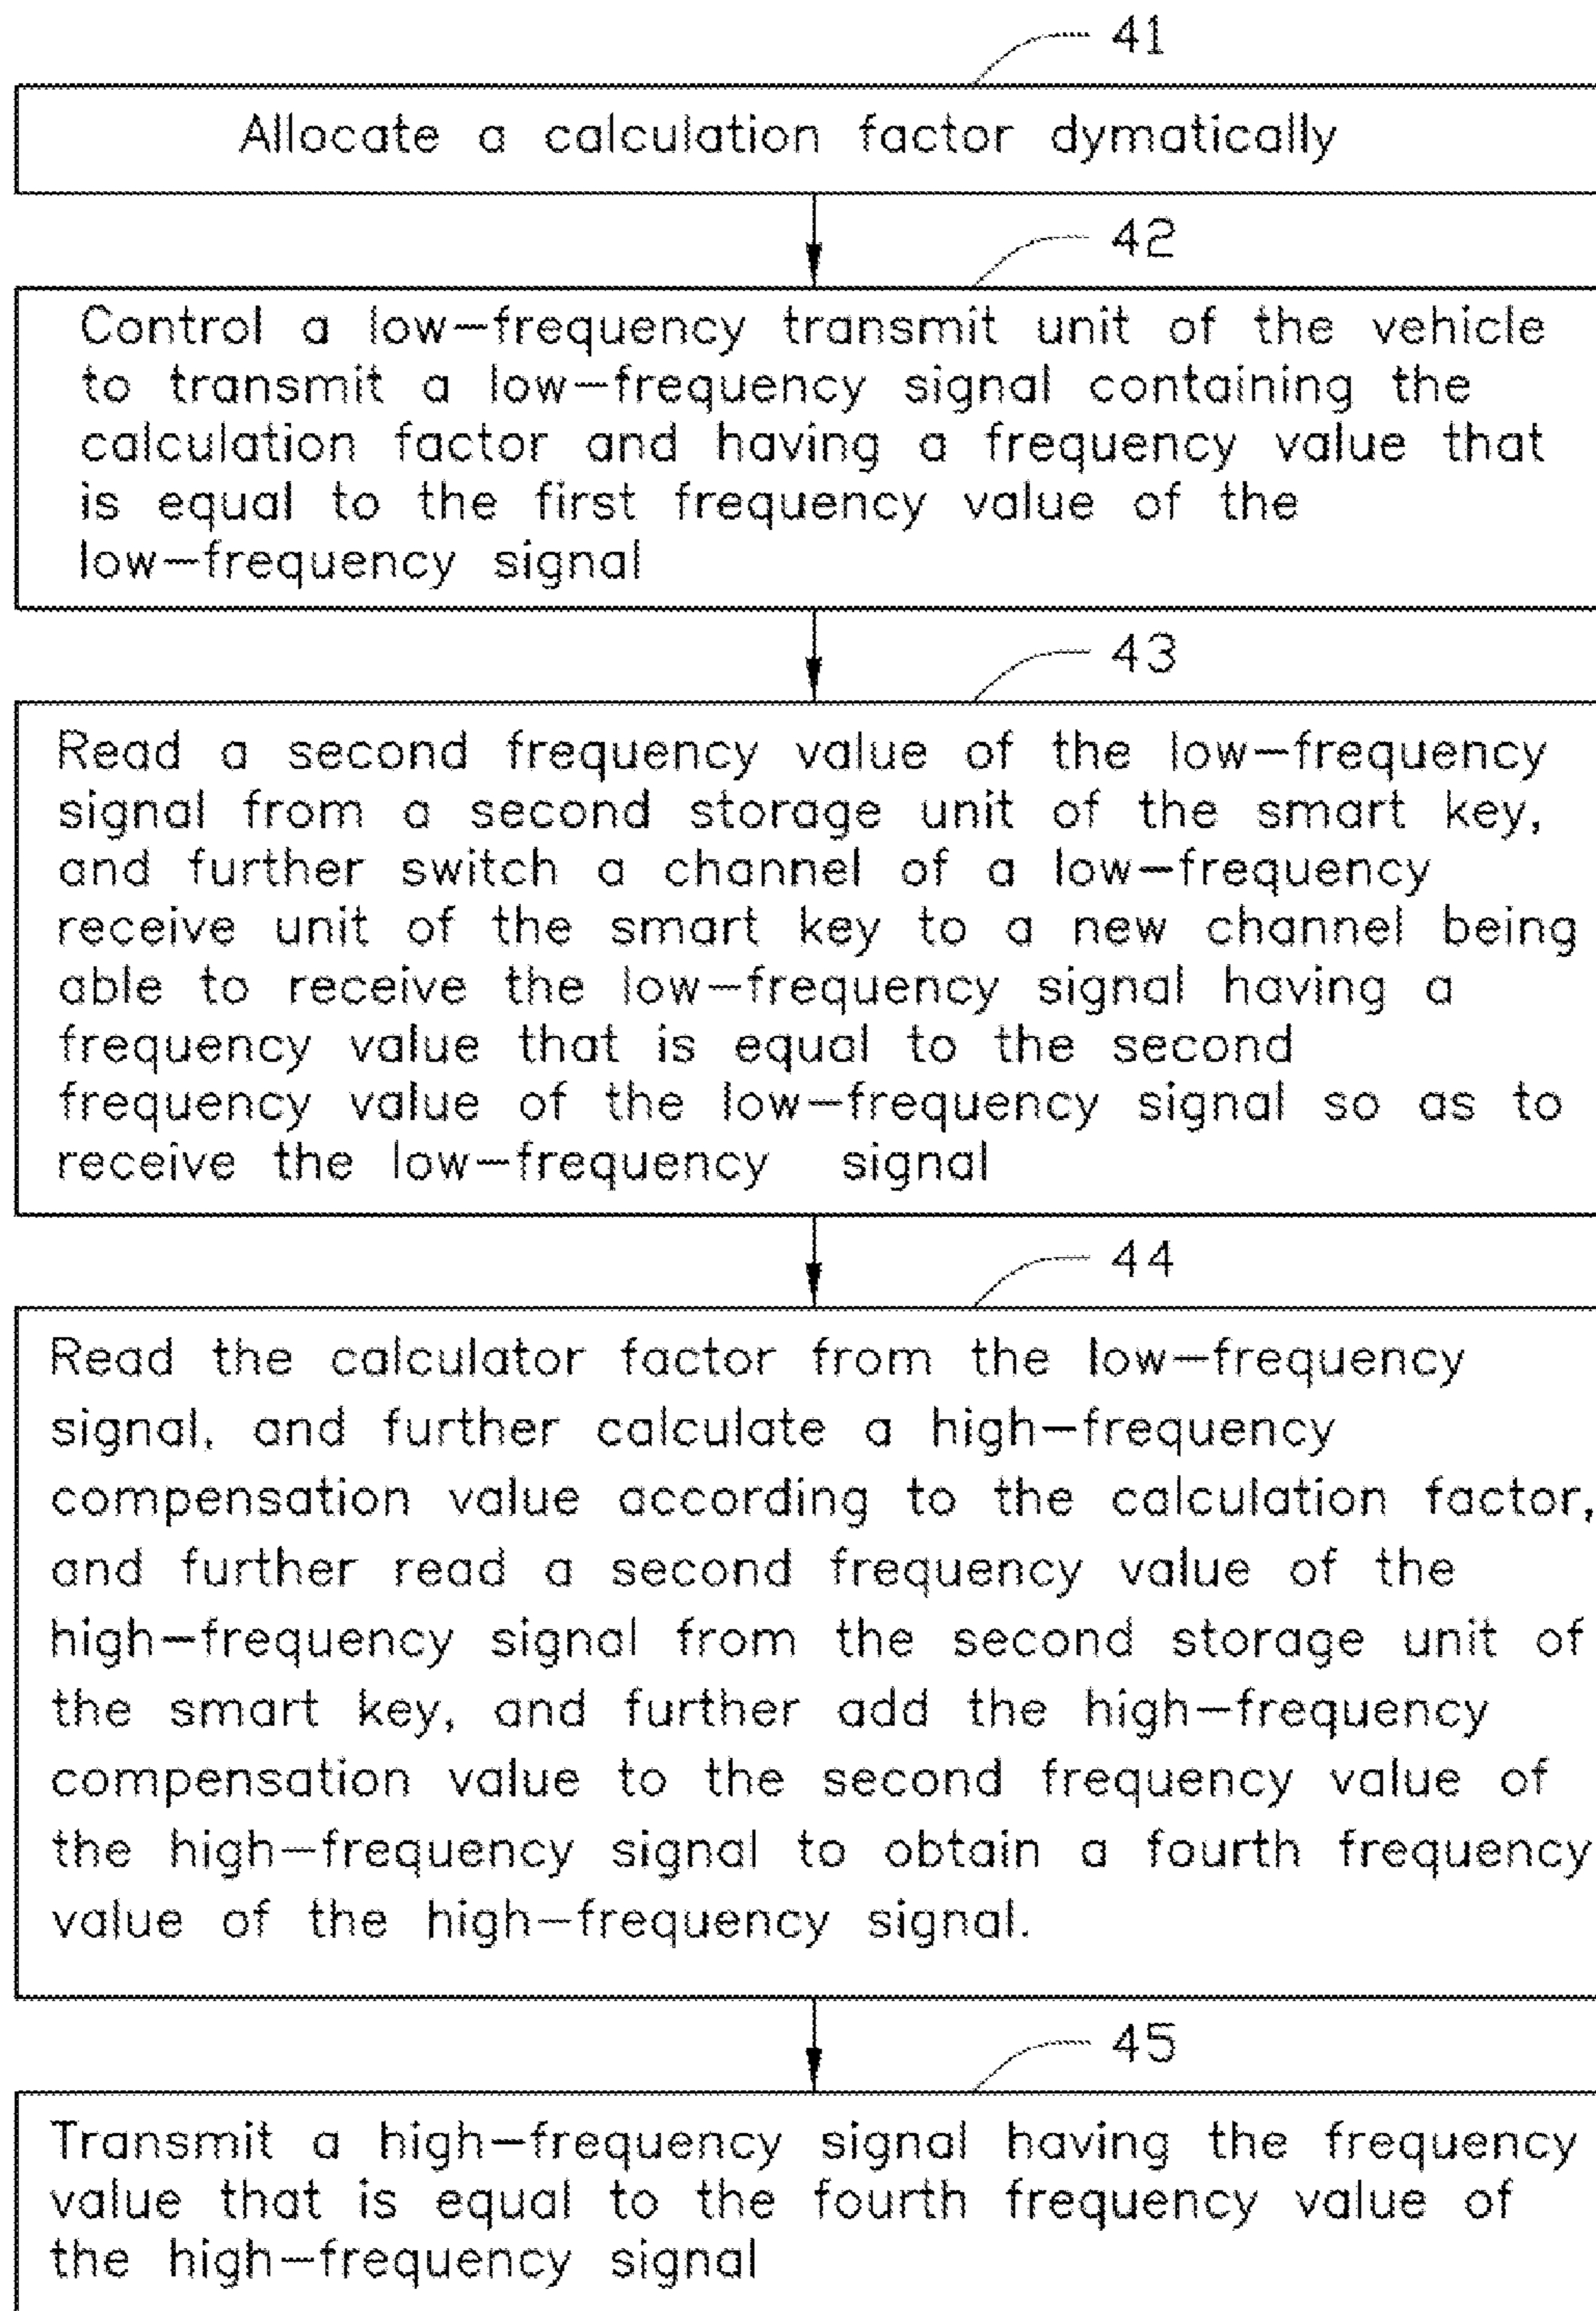 41
Allocate a calculation factor dymatically
42
Control a low-frequency transmit unit of the vehicle
to transmit a low-frequency signal containing the
calculation factor and having a frequency value that
is equal to the first frequency value of the
low-frequency signal
43
Read a second frequency value of the low-frequency
signal from a second storage unit of the smart key,
and further switch a channel of a low-frequency
receive unit of the smart key to a new channel being
able to receive the low-frequency signal having a
frequency value that is equal to the second
frequency value of the low-frequency signal so as to
receive the low-frequency signal
44
Read the calculator factor from the low-frequency
signal, and further calculate a high-frequency
compensation value according to the calculation factor,
and further read a second frequency value of the
high-frequency signal from the second storage unit of
the smart key, and further add the high-frequency
compensation value to the second frequency value of
the high-frequency signal to obtain a fourth frequency
value of the high-frequency signal.
45
Transmit a high-frequency signal having the frequency
value that is equal to the fourth frequency value of
the high-frequency signal